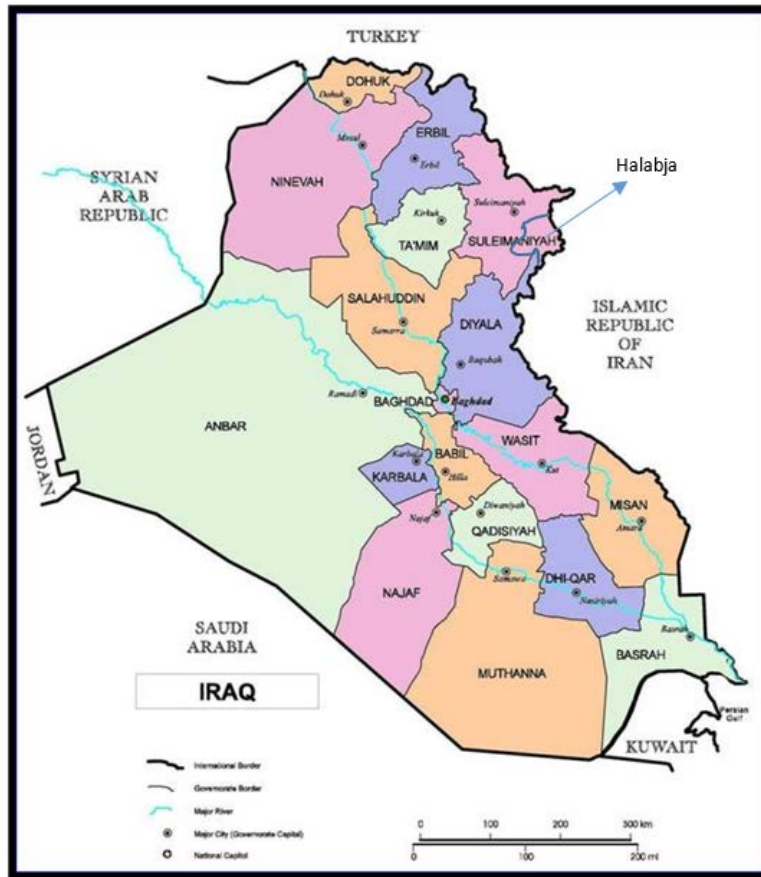 TURKEY
DOHUK
Dohuk
ERBIL
Mosul
Erbil
Halabja
NINEVAH
SYRIAN
ARAB
REPUBLIC
Suleimaniyah
Kirkuk
TA'MIM
SULEIMANIYAH
SALAHUDDIN
ISLAMIC
REPUBLIC
OF
IRAN
DIYALA
Samarra
Baqubah
Ramadi
BAGHDAD
Baghdad
ANBAR
WASIT
BABIL
Karbala
KARBALA
Hilla
Kut
JORDAN
MISAN
Najaf
Diwaniyah
Amara
QADISIYAH
Samawa
DHI-QAR
NAJAF
Nasiriyah
SAUDI
ARABIA
Basrah
BASRAH
MUTHANNA
IRAQ
Persian
Gulf
KUWAIT
International Border
Governorate Border
Major River
Major City (Governorate Capital)
National Capitol
0 100 200 300 km
0 100 200 mi